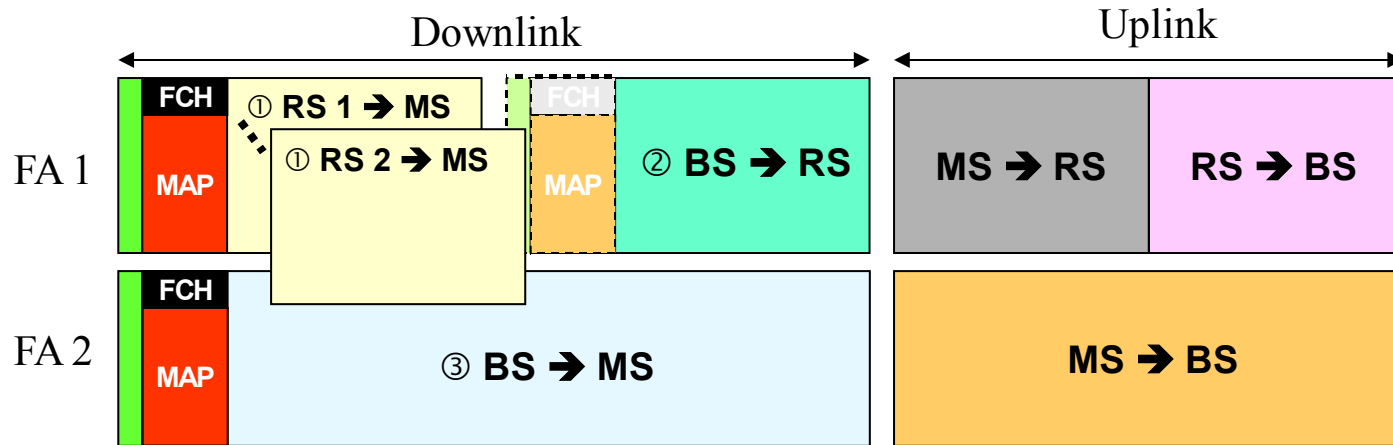 Downlink
Uplink
FA 1
FCH
MAP
① RS 1 ➔ MS
① RS 2 ➔ MS
FCH
MAP
② BS ➔ RS
MS ➔ RS
RS ➔ BS
FA 2
FCH
MAP
③ BS ➔ MS
MS ➔ BS